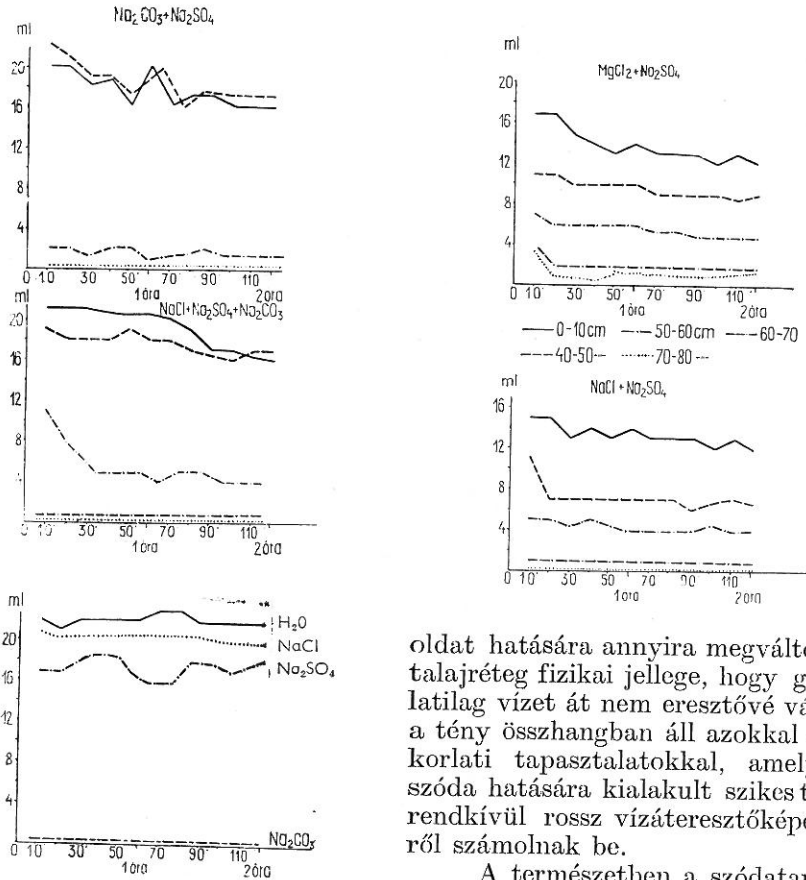 Na₂CO₃+Na₂SO₄
ml
20
16
12
8
4
0 10 30 50' 70 90' 110
1óra 2óra
NaCl+Na₂SO₄+Na₂CO₃
ml
20
16
12
8
0 10 30 50' 70 90' 110
1óra 2óra
ml
20
16
12
8
4
H₂O
NaCl
Na₂SO₄
Na₂CO₃
0 10 30 50' 70 90' 110
1óra 2óra
ml
MgCl₂+Na₂SO₄
20
16
12
8
4
0 10 30 50' 70 90' 110
1óra 2óra
0-10cm 50-60cm 60-70
40-50 70-80
ml
NaCl+Na₂SO₄
16
12
8
4
0 10 30 50' 70 90' 110
1óra 2óra
oldat hatására annyira megválto
talajréteg fizikai jellege, hogy g
latilag vízet át nem eresztővé vá
a tény összhangban áll azokkal
korlati tapasztalatokkal, amel
szóda hatására kialakult szikes t
rendkívül rossz vízáteresztőképe
ről számolnak be.
A természetben a szódatar